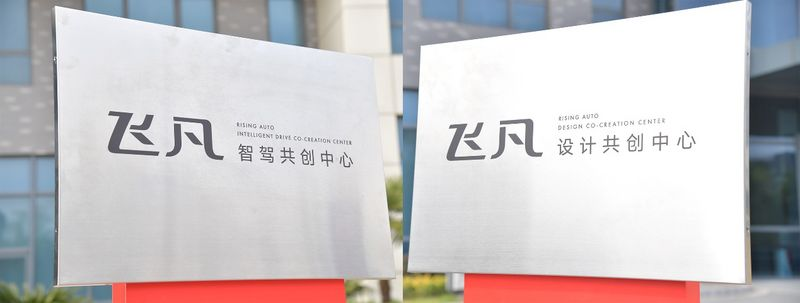 飞凡
RISING AUTO
INTELLIGENT DRIVE CO-CREATION CENTER
智驾共创中心
飞凡
RISING AUTO
DESIGN CO-CREATION CENTER
设计共创中心